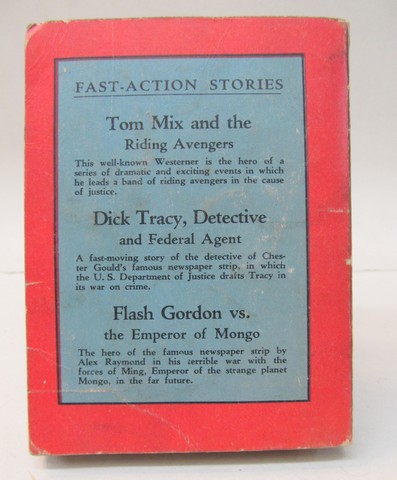 FAST-ACTION STORIES
Tom Mix and the
Riding Avengers
This well-known Westerner is the hero of a
series of dramatic and exciting events in which
he leads a band of riding avengers in the cause
of justice.
Dick Tracy, Detective
and Federal Agent
A fast-moving story of the detective of Ches-
ter Gould's famous newspaper strip, in which
the U. S. Department of Justice drafts Tracy in
its war on crime.
Flash Gordon vs.
the Emperor of Mongo
The hero of the famous newspaper strip by
Alex Raymond in his terrible war with the
forces of Ming, Emperor of the strange planet
Mongo, in the far future.